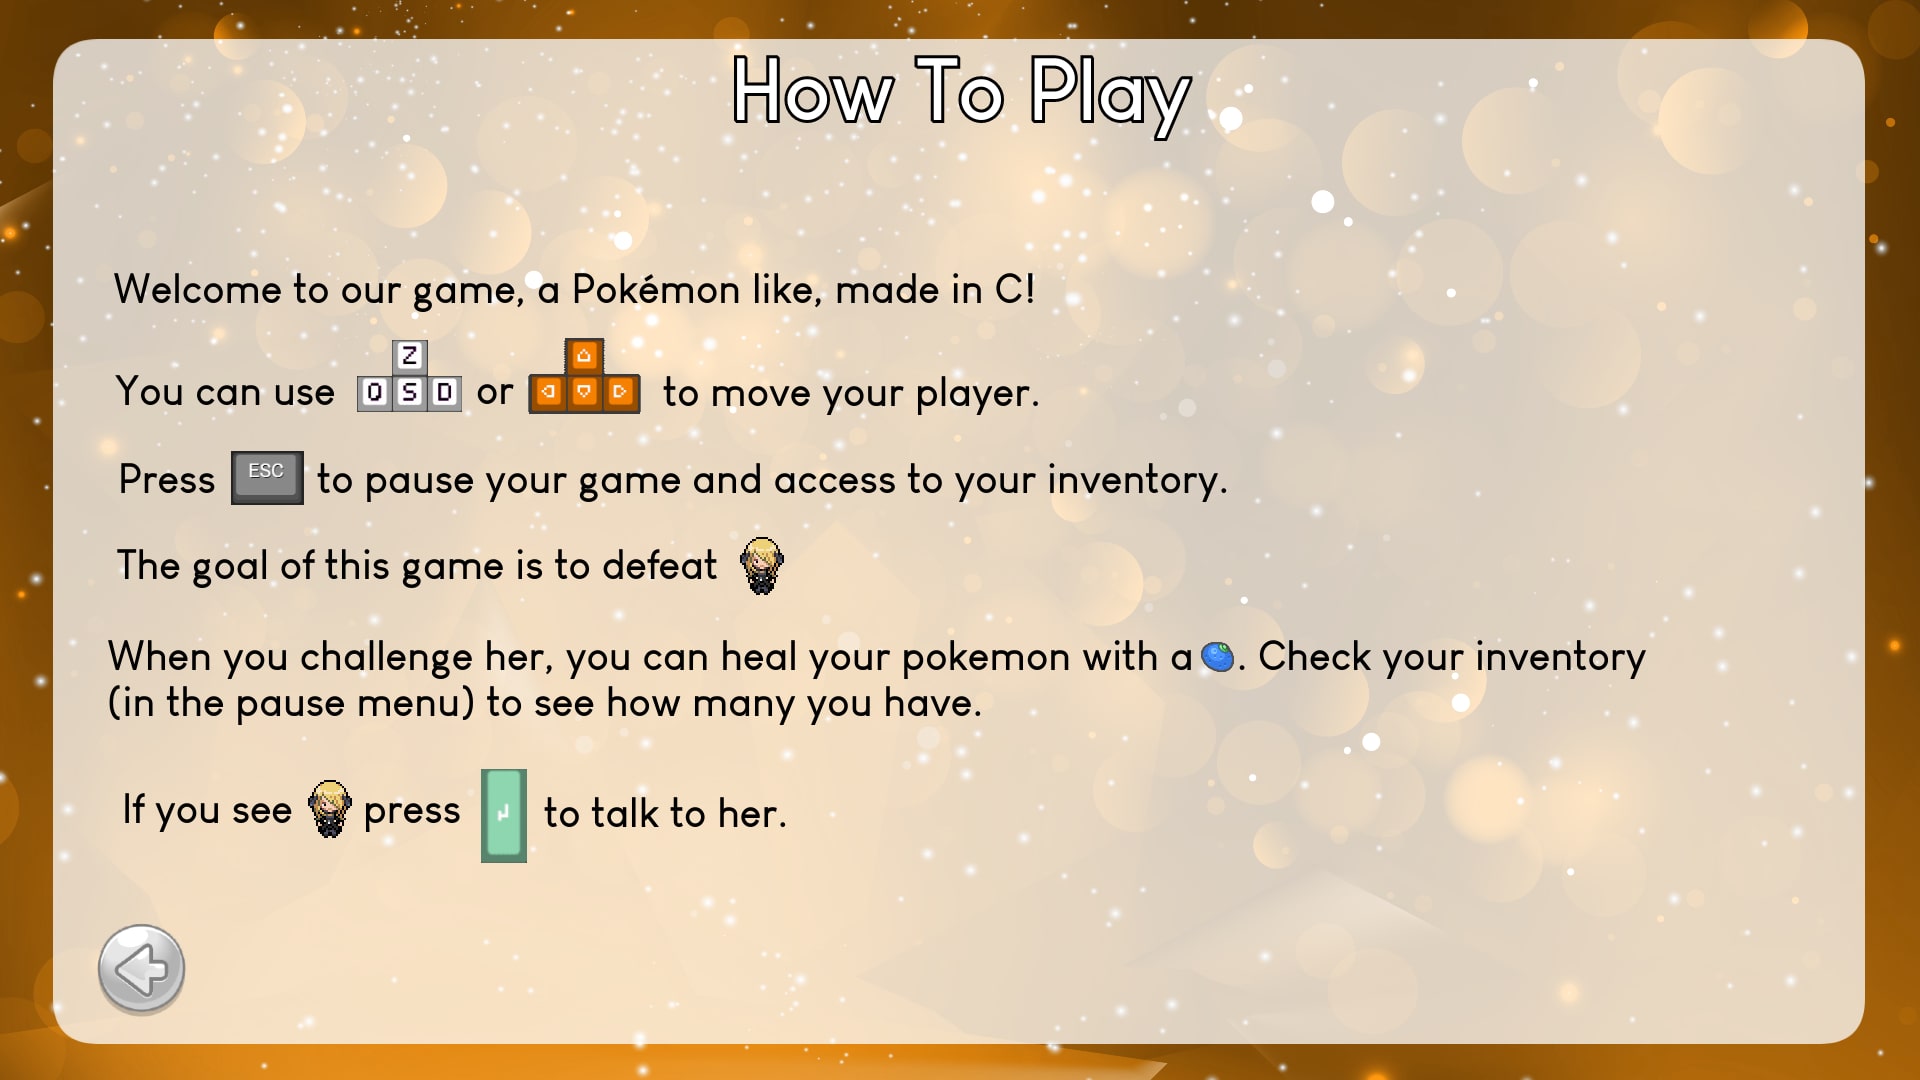 How To Play
Welcome to our game, a Pokémon like, made in C!
Z
You can use O S D or to move your player.
Press ESC to pause your game and access to your inventory.
The goal of this game is to defeat
When you challenge her, you can heal your pokemon with a . Check your inventory
(in the pause menu) to see how many you have.
If you see press ↲ to talk to her.